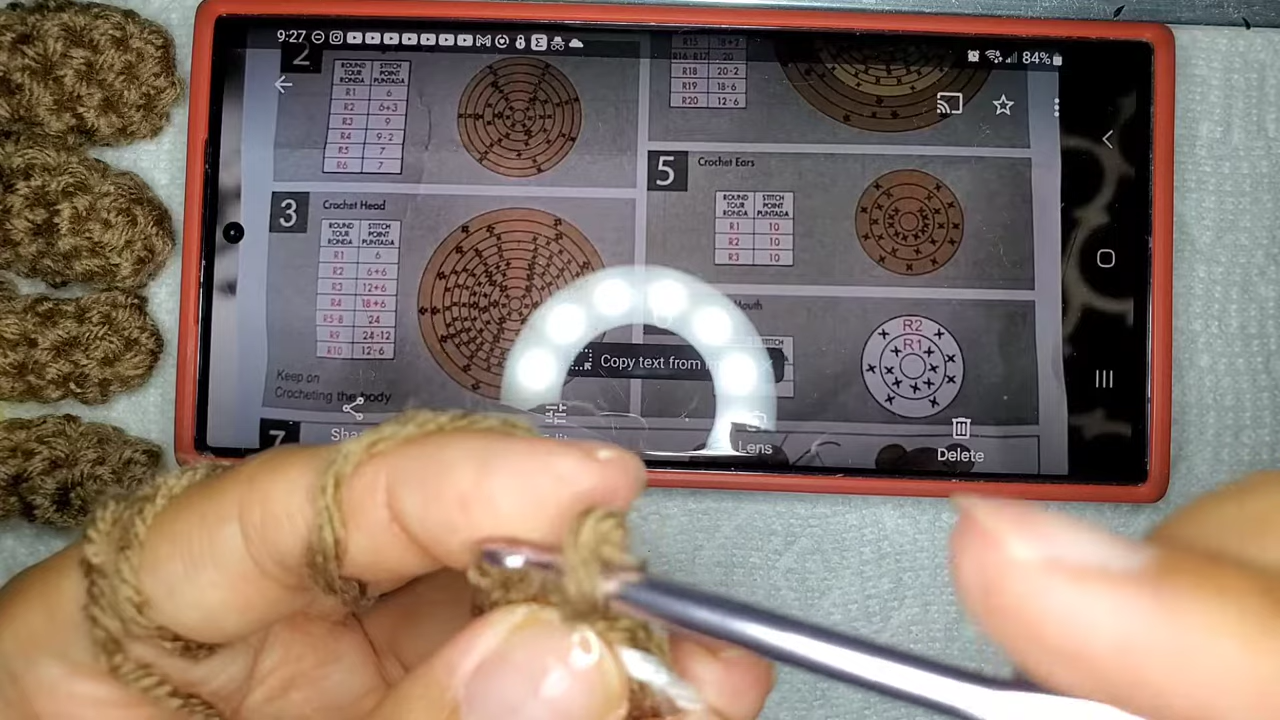 9:27
84%
2
ROUND TOUR RONDA
STITCH POINT PUNTADA
R1 6
R2 6+3
R3 9
R4 9-2
R5 7
R6 7
R15 18+2
R16-R17 20
R18 20-2
R19 18-6
R20 12-6
3
Crochet Head
ROUND TOUR RONDA
STITCH POINT PUNTADA
R1 6
R2 6+6
R3 12+6
R4 18+6
R5-8 24
R9 24-12
R10 12-6
Keep on
Crocheting the body
5
Crochet Ears
ROUND TOUR RONDA
STITCH POINT PUNTADA
R1 10
R2 10
R3 10
Mouth
R2
R1
Copy text from
7
Lens
Delete